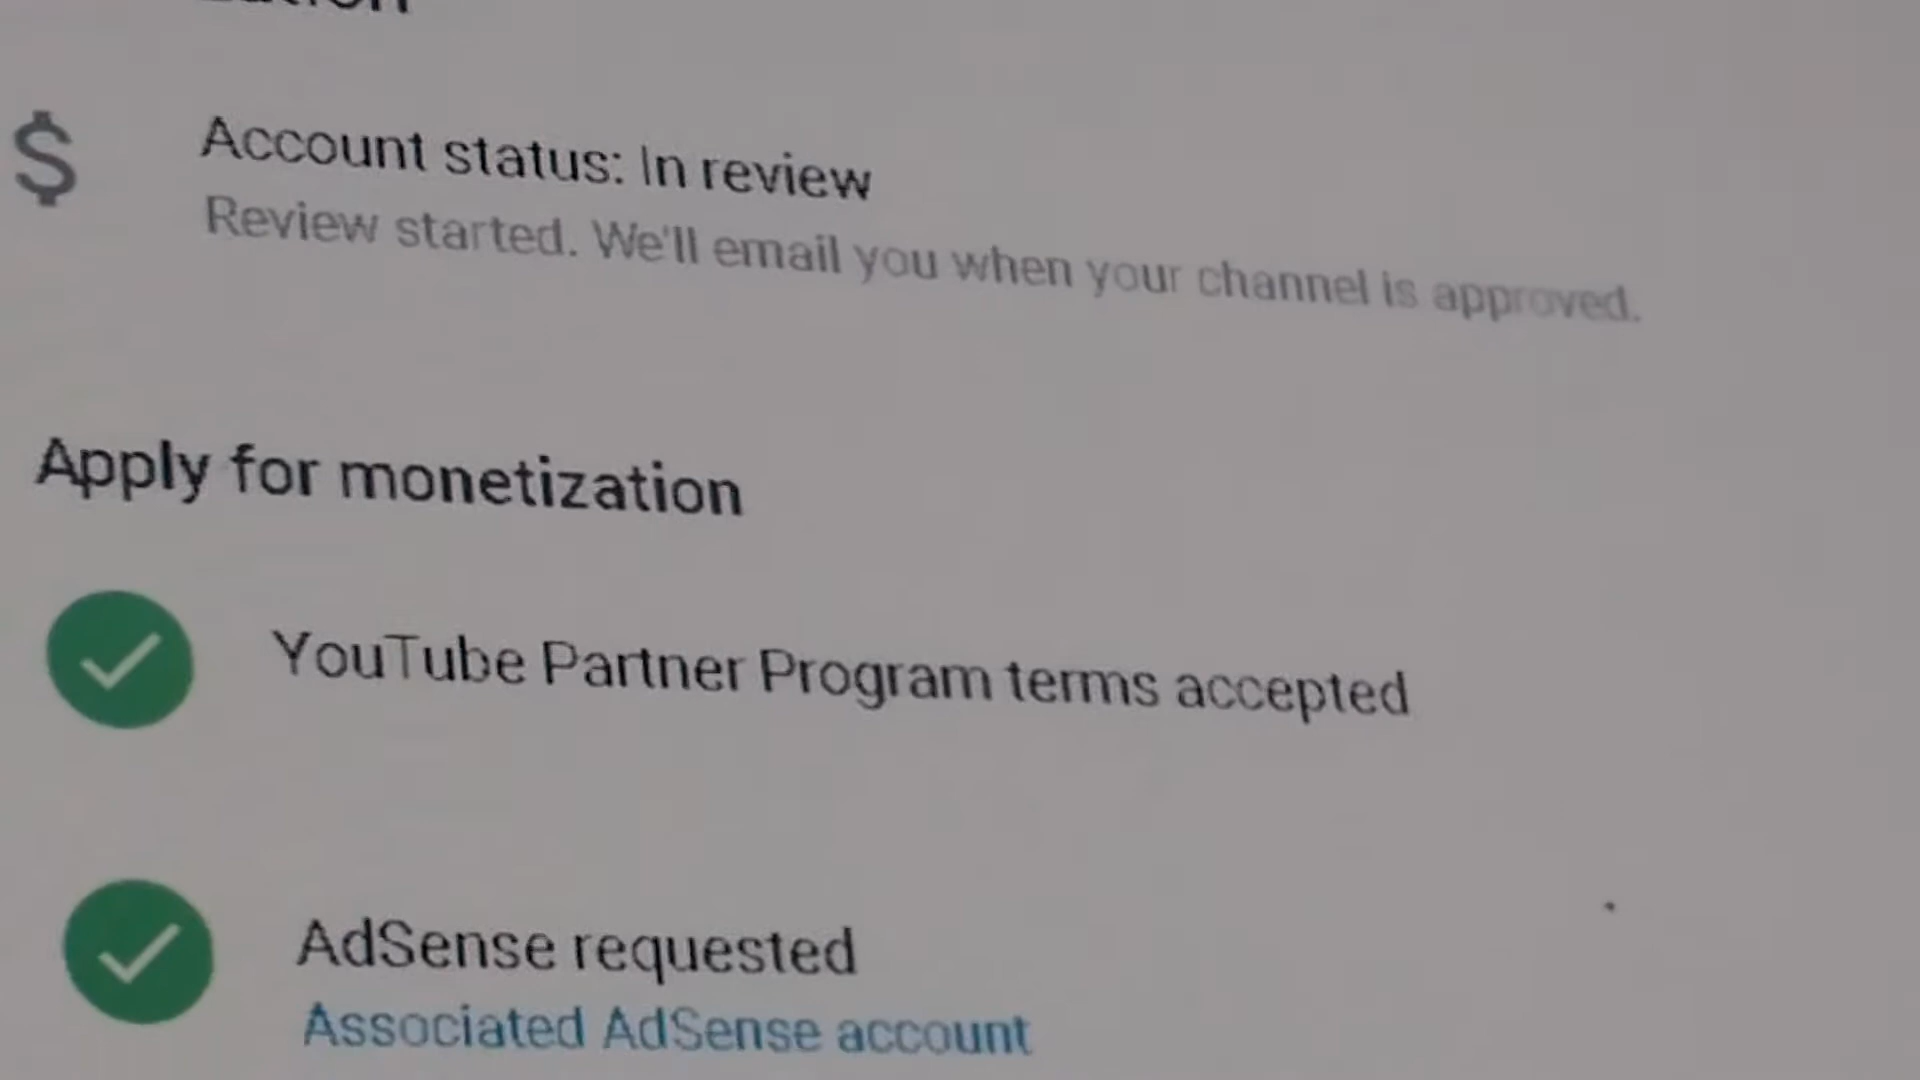 $
Account status: In review
Review started. We'll email you when your channel is approved.
Apply for monetization
YouTube Partner Program terms accepted
AdSense requested
Associated AdSense account